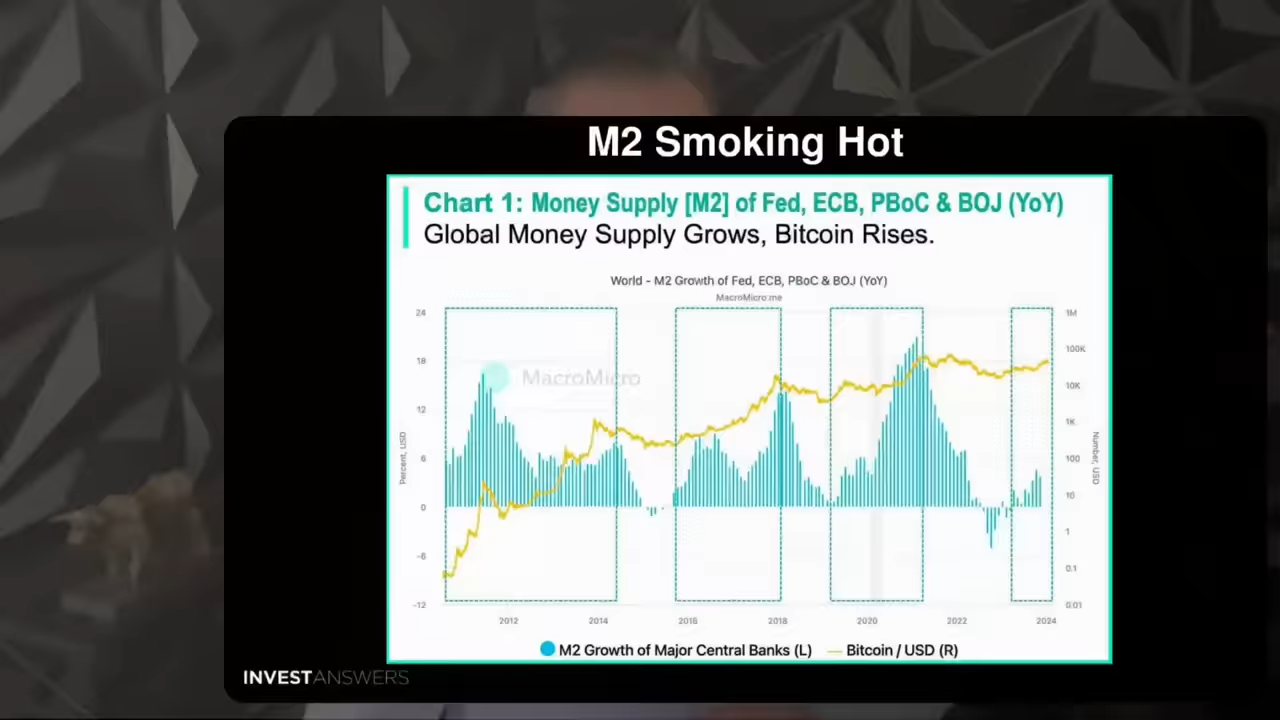 M2 Smoking Hot
Chart 1: Money Supply [M2] of Fed, ECB, PBoC & BOJ (YoY)
Global Money Supply Grows, Bitcoin Rises.
World - M2 Growth of Fed, ECB, PBoC & BOJ (YoY)
MacroMicro.me
24
18
12
6
0
-6
-12
Percent, USD
MacroMicro
1M
100K
10K
1K
100
10
1
0.1
0.01
Number, USD
2012 2014 2016 2018 2020 2022 2024
M2 Growth of Major Central Banks (L) Bitcoin / USD (R)
INVESTANSWERS